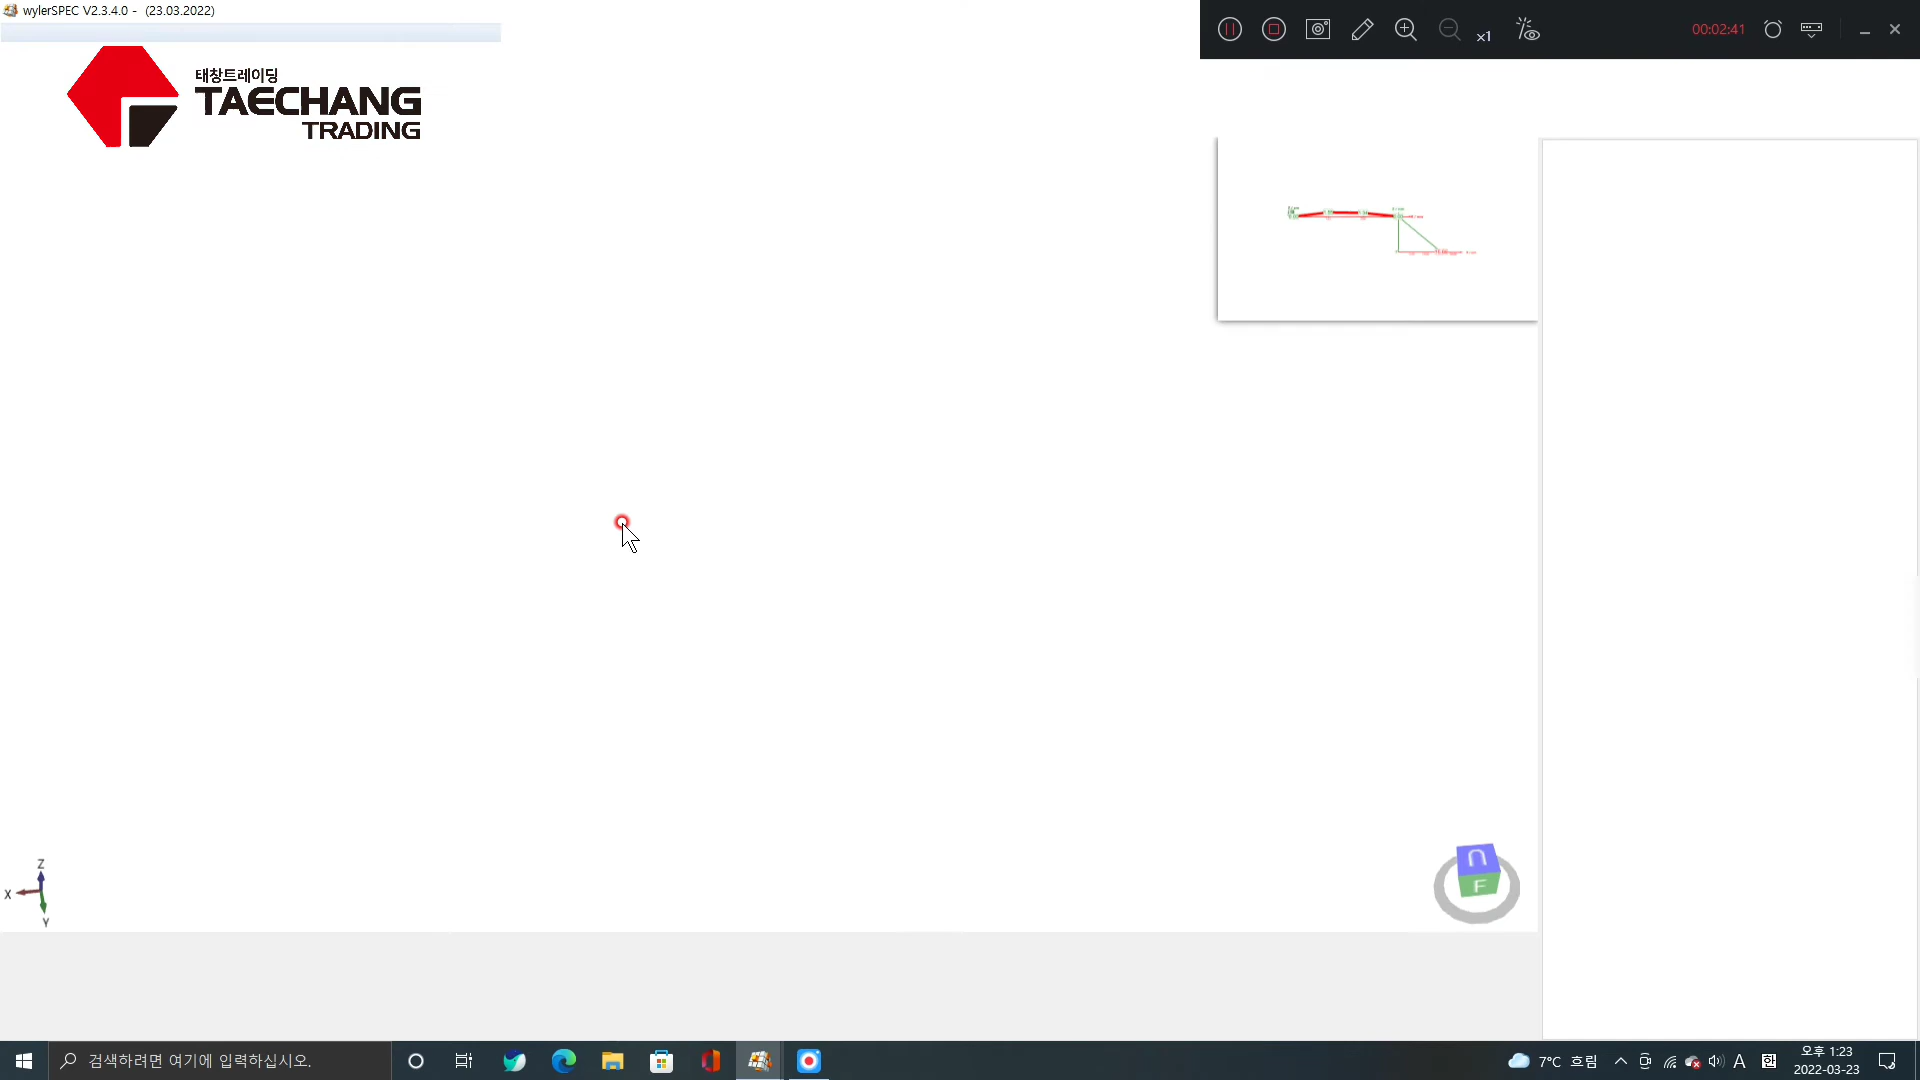 wylerSPEC V2.3.4.0 - (23.03.2022)
x1
00:02:41
태창트레이딩
TAECHANG
TRADING
Z
X
Y
U
F
검색하려면 여기에 입력하십시오.
7°C 흐림
A
한
오후 1:23
2022-03-23